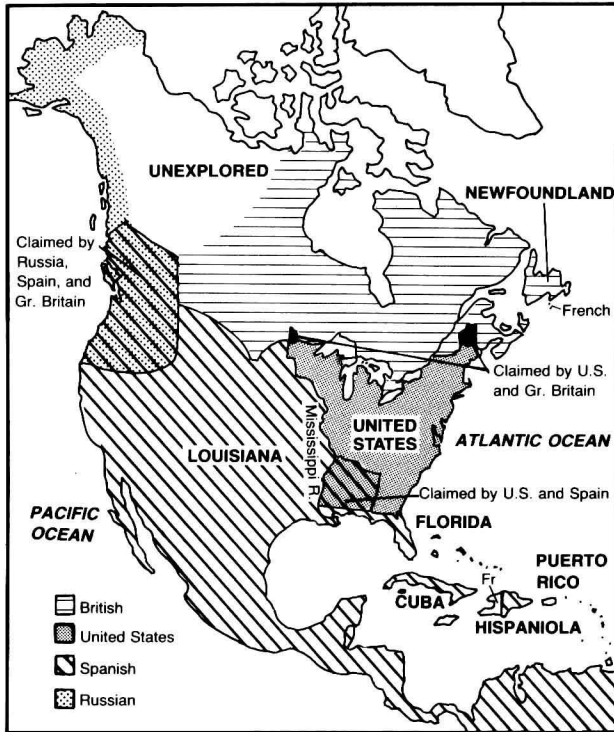 UNEXPLORED
NEWFOUNDLAND
Claimed by
Russia,
Spain, and
Gr. Britain
French
Claimed by U.S.
and Gr. Britain
UNITED
STATES
ATLANTIC OCEAN
Mississippi R.
LOUISIANA
Claimed by U.S. and Spain
PACIFIC
OCEAN
FLORIDA
PUERTO
RICO
Fr
CUBA
HISPANIOLA
British
United States
Spanish
Russian